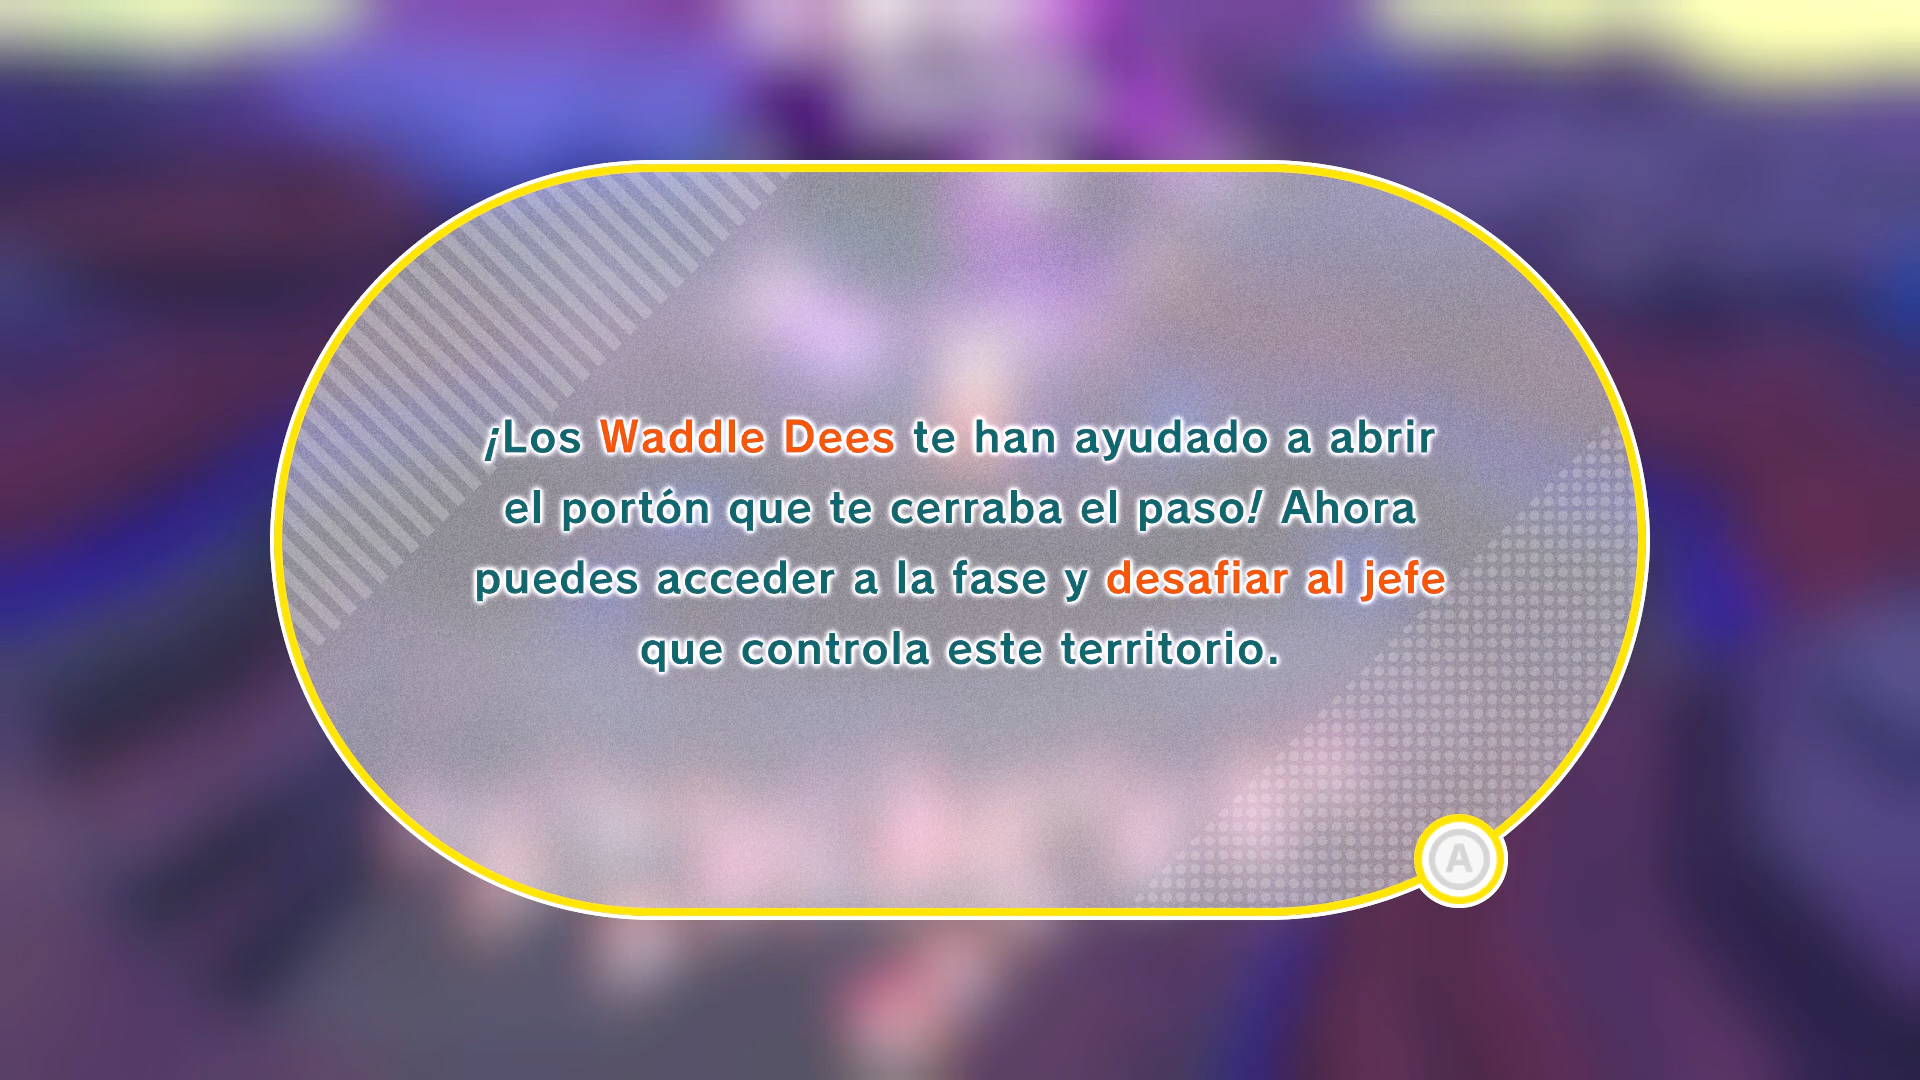 ¡Los Waddle Dees te han ayudado a abrir
el portón que te cerraba el paso! Ahora
puedes acceder a la fase y desafiar al jefe
que controla este territorio.
A